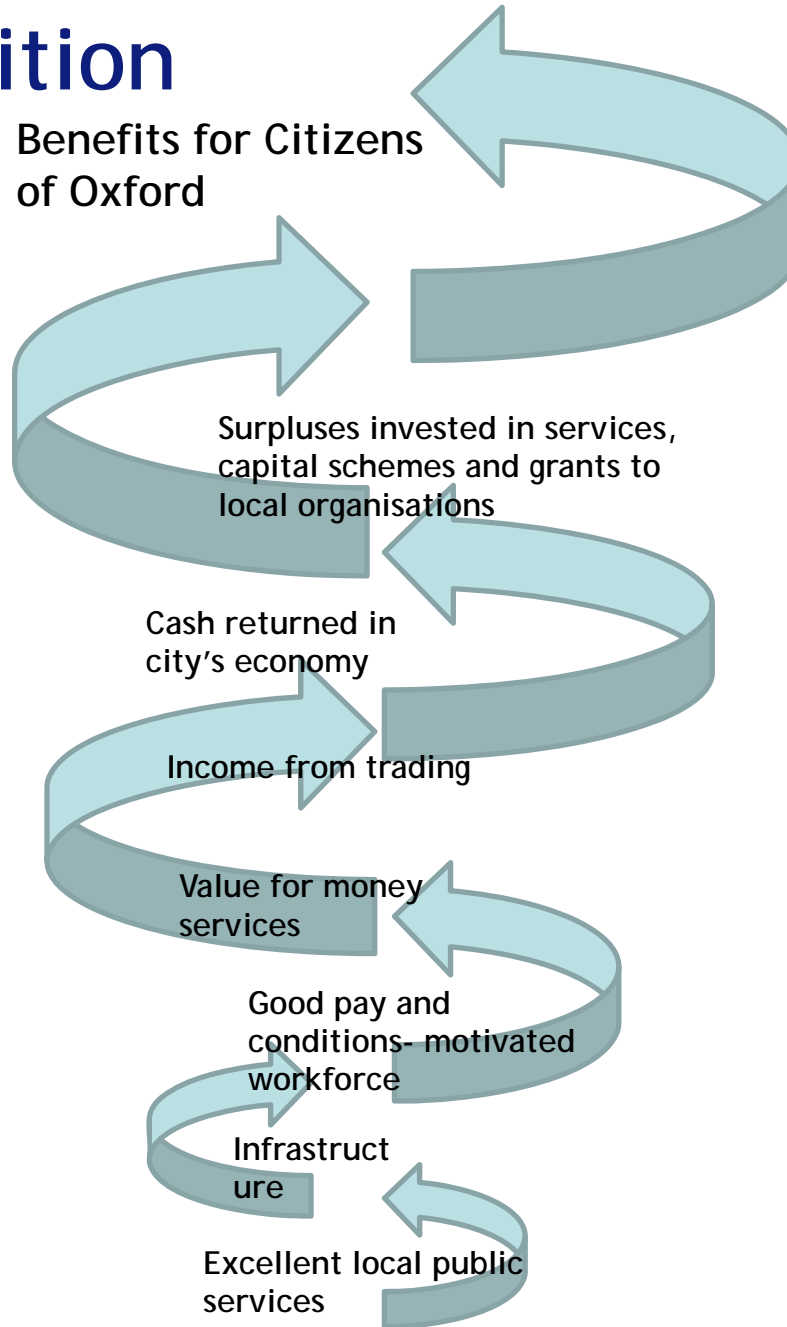 ition
Benefits for Citizens
of Oxford
Surpluses invested in services,
capital schemes and grants to
local organisations
Cash returned in
city's economy
Income from trading
Value for money
services
Good pay and
conditions- motivated
workforce
Infrastruct
ure
Excellent local public
services